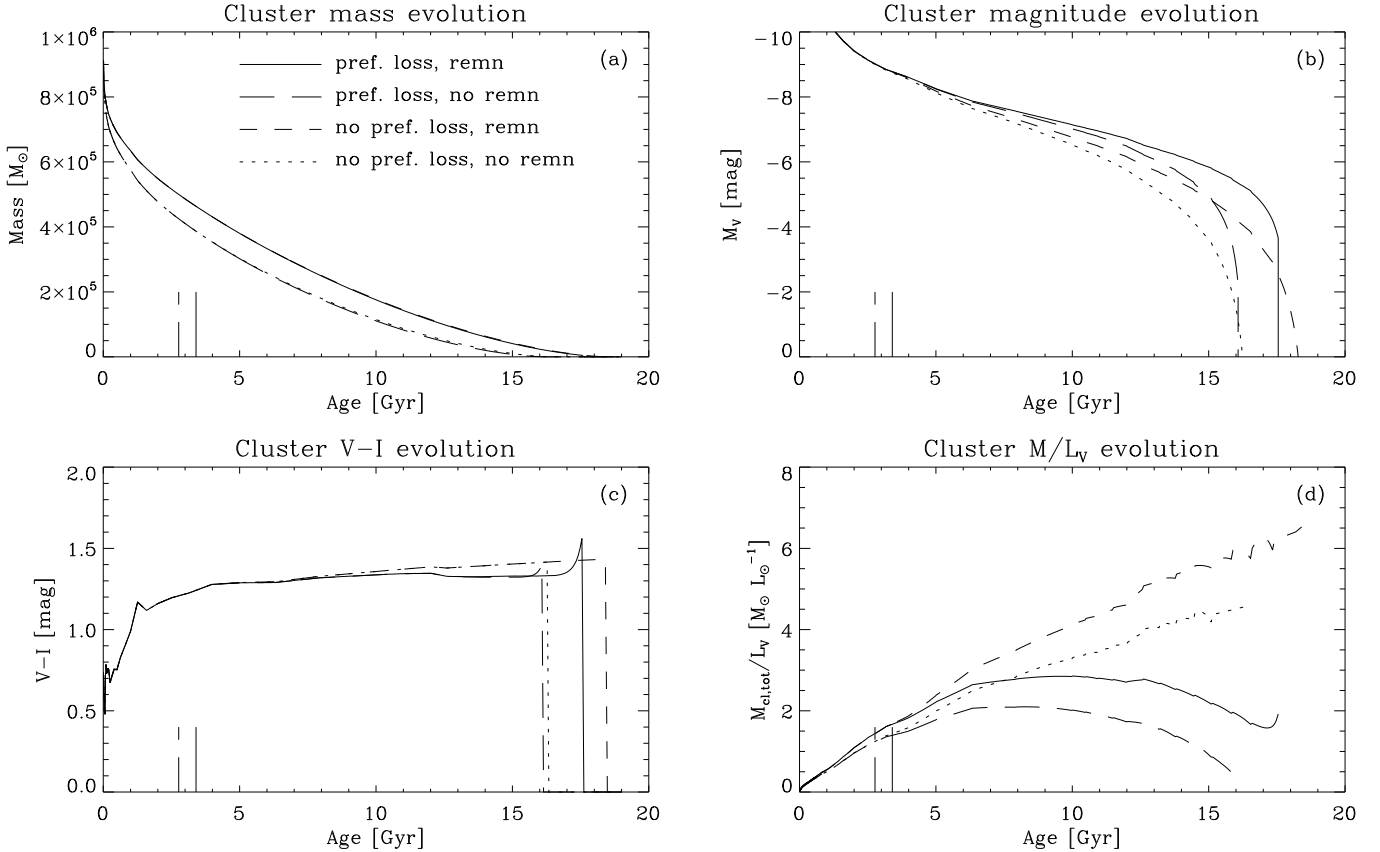 Cluster mass evolution
1×10⁶
8×10⁵
6×10⁵
4×10⁵
2×10⁵
0
Mass [M⊙]
(a)
pref. loss, remn
pref. loss, no remn
no pref. loss, remn
no pref. loss, no remn
0 5 10 15 20
Age [Gyr]
Cluster magnitude evolution
−10
−8
−6
−4
−2
0
M_V [mag]
(b)
0 5 10 15 20
Age [Gyr]
Cluster V−I evolution
2.0
1.5
1.0
0.5
0.0
V−I [mag]
(c)
0 5 10 15 20
Age [Gyr]
Cluster M/L_V evolution
8
6
4
2
0
M_cl,tot/L_V [M⊙ L⊙⁻¹]
(d)
0 5 10 15 20
Age [Gyr]